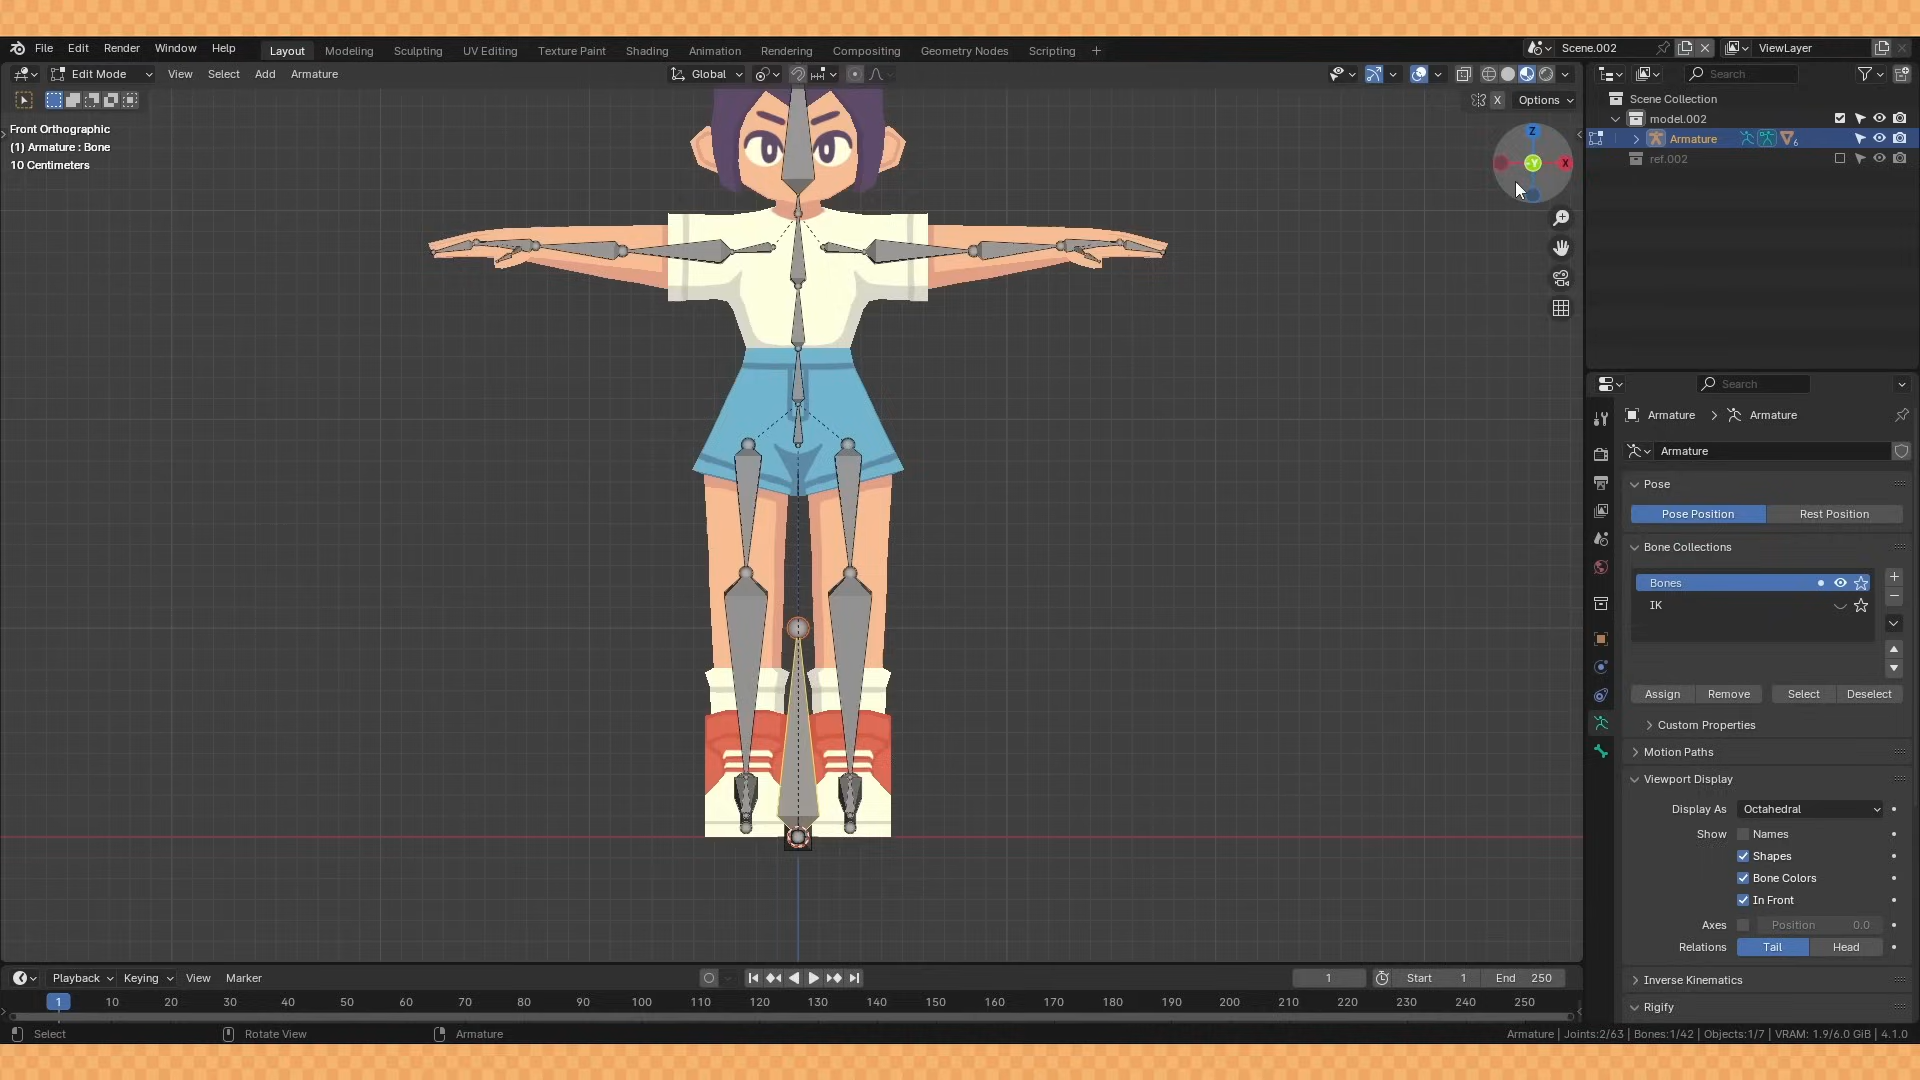 File Edit Render Window Help Layout Modeling Sculpting UV Editing Texture Paint Shading Animation Rendering Compositing Geometry Nodes Scripting + Scene.002 ViewLayer
Edit Mode View Select Add Armature Global Search
X Options
Front Orthographic
(1) Armature : Bone
10 Centimeters
Z
Y
X
Scene Collection
model.002
Armature 6
ref.002
Search
Armature > Armature
Armature
Pose
Pose Position Rest Position
Bone Collections
Bones
IK
Assign Remove Select Deselect
Custom Properties
Motion Paths
Viewport Display
Display As Octahedral
Show Names
Shapes
Bone Colors
In Front
Axes Position 0.0
Relations Tail Head
Inverse Kinematics
Rigify
Playback Keying View Marker 1 Start 1 End 250
1 10 20 30 40 50 60 70 80 90 100 110 120 130 140 150 160 170 180 190 200 210 220 230 240 250
Select Rotate View Armature Armature | Joints:2/63 | Bones:1/42 | Objects:1/7 | VRAM: 1.9/6.0 GiB | 4.1.0